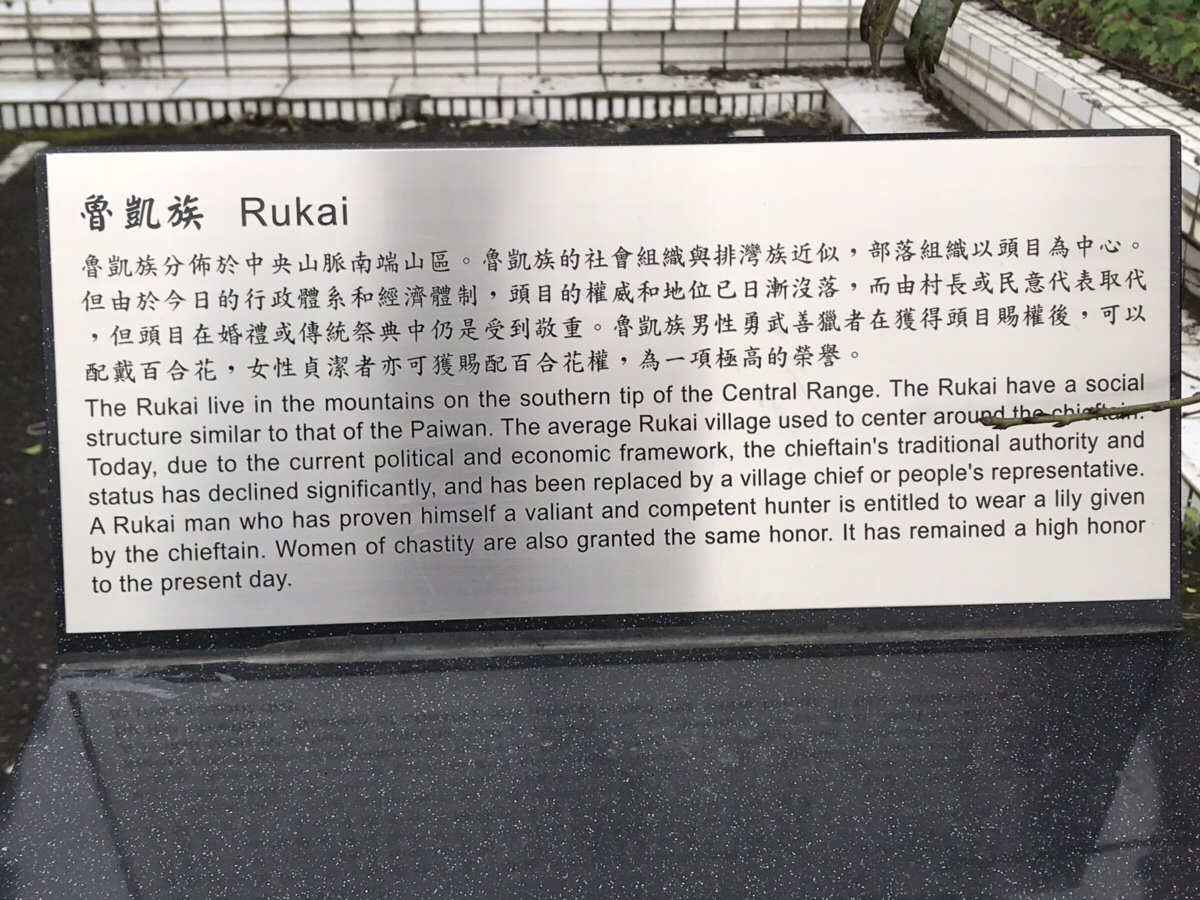 魯凱族 Rukai
魯凱族分佈於中央山脈南端山區。魯凱族的社會組織與排灣族近似，部落組織以頭目為中心。
但由於今日的行政體系和經濟體制，頭目的權威和地位已日漸沒落，而由村長或民意代表取代
，但頭目在婚禮或傳統祭典中仍是受到敬重。魯凱族男性勇武善獵者在獲得頭目賜權後，可以
配戴百合花，女性貞潔者亦可獲賜配百合花權，為一項極高的榮譽。
The Rukai live in the mountains on the southern tip of the Central Range. The Rukai have a social
structure similar to that of the Paiwan. The average Rukai village used to center around the chieftain.
Today, due to the current political and economic framework, the chieftain's traditional authority and
status has declined significantly, and has been replaced by a village chief or people's representative.
A Rukai man who has proven himself a valiant and competent hunter is entitled to wear a lily given
by the chieftain. Women of chastity are also granted the same honor. It has remained a high honor
to the present day.